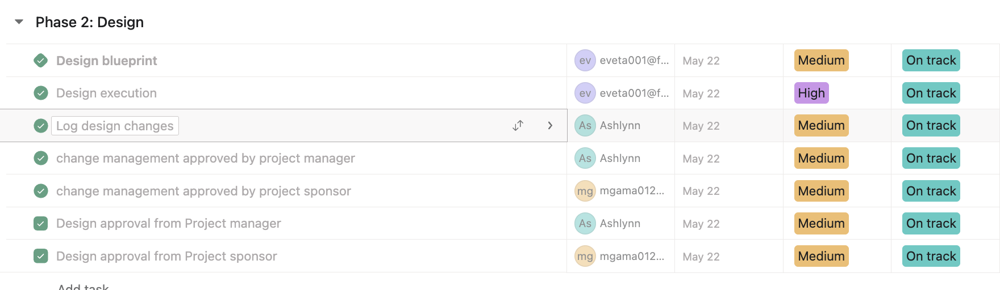 Phase 2: Design
Design blueprint ev eveta001@f... May 22 Medium On track
Design execution ev eveta001@f... May 22 High On track
Log design changes As Ashlynn May 22 Medium On track
change management approved by project manager As Ashlynn May 22 Medium On track
change management approved by project sponsor mg mgama012... May 22 Medium On track
Design approval from Project manager As Ashlynn May 22 Medium On track
Design approval from Project sponsor mg mgama012... May 22 Medium On track
Add task